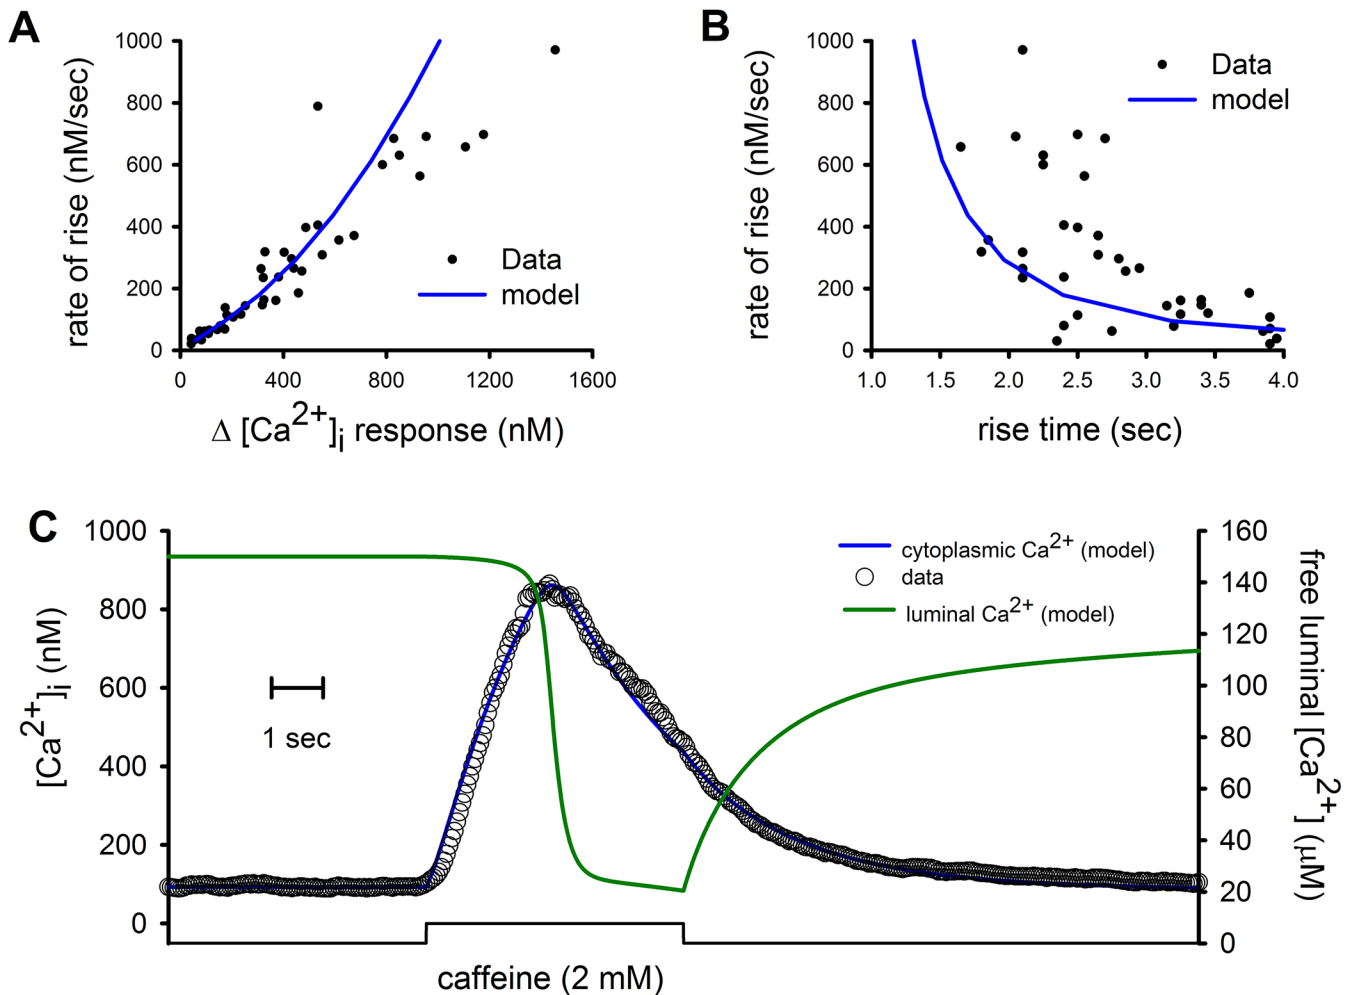 A
rate of rise (nM/sec)
1000
800
600
400
200
0
0 400 800 1200 1600
Δ [Ca2+]i response (nM)
Data
model
B
rate of rise (nM/sec)
1000
800
600
400
200
0
1.0 1.5 2.0 2.5 3.0 3.5 4.0
rise time (sec)
Data
model
C
[Ca2+]i (nM)
1000
800
600
400
200
0
1 sec
cytoplasmic Ca2+ (model)
data
luminal Ca2+ (model)
160
140
120
100
80
60
40
20
0
free luminal [Ca2+] (μM)
caffeine (2 mM)